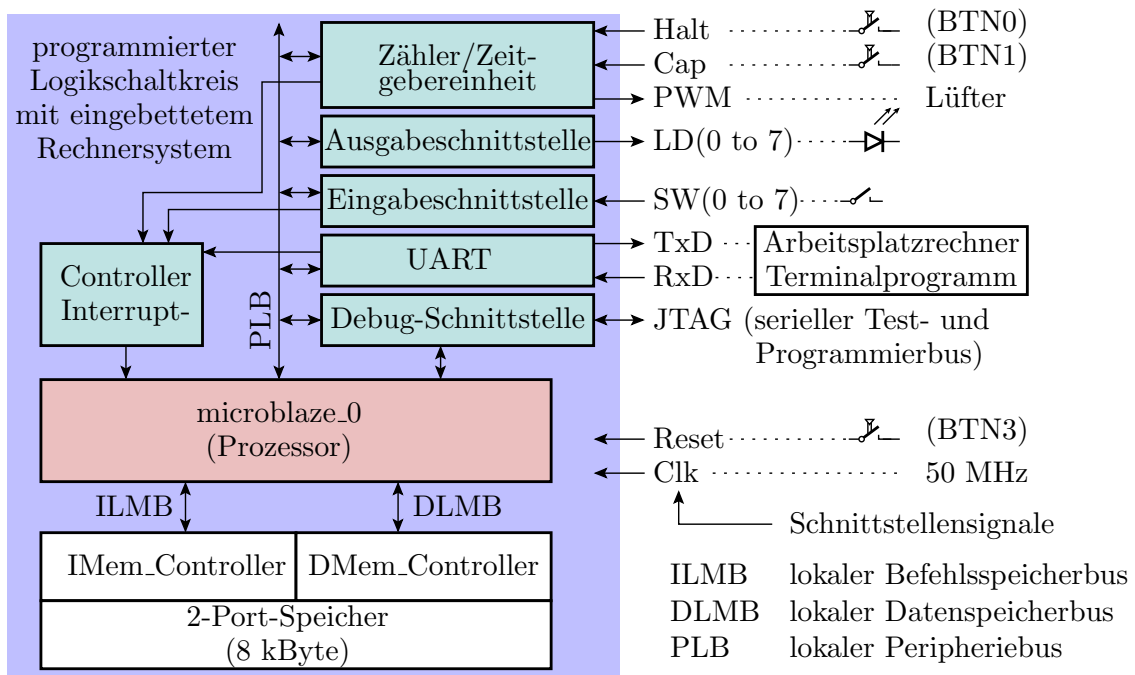 programmierter
Logikschaltkreis
mit eingebettetem
Rechnersystem
Zähler/Zeit-
gebereinheit
Ausgabeschnittstelle
Eingabeschnittstelle
UART
Debug-Schnittstelle
Controller
Interrupt-
PLB
microblaze_0
(Prozessor)
ILMB
DLMB
IMem_Controller
DMem_Controller
2-Port-Speicher
(8 kByte)
Halt (BTN0)
Cap (BTN1)
PWM Lüfter
LD(0 to 7)
SW(0 to 7)
TxD
RxD
Arbeitsplatzrechner
Terminalprogramm
JTAG (serieller Test- und
Programmierbus)
Reset (BTN3)
Clk 50 MHz
Schnittstellensignale
ILMB lokaler Befehlsspeicherbus
DLMB lokaler Datenspeicherbus
PLB lokaler Peripheriebus